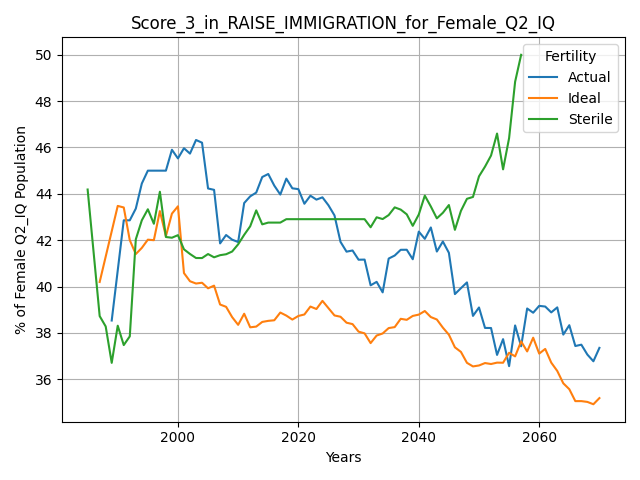 Score_3_in_RAISE_IMMIGRATION_for_Female_Q2_IQ
% of Female Q2_IQ Population
50
48
46
44
42
40
38
36
Fertility
Actual
Ideal
Sterile
2000
2020
2040
2060
Years